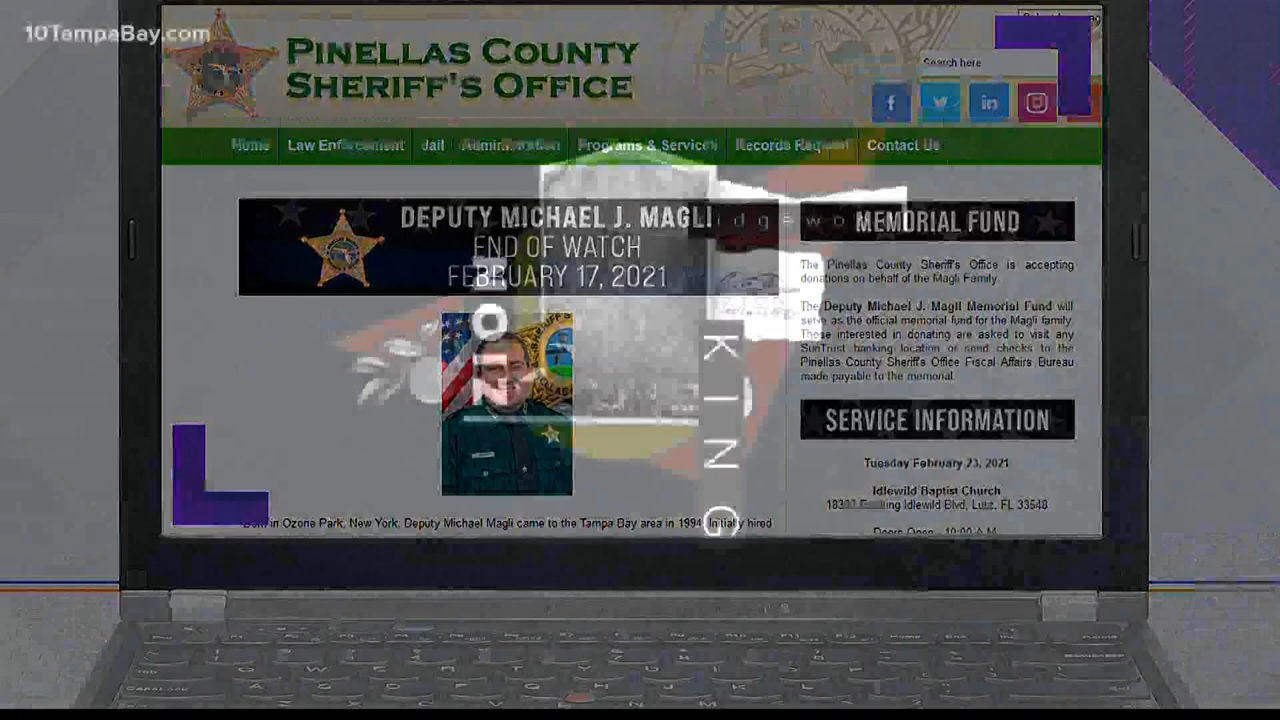 10TampaBay.com
PINELLAS COUNTY
SHERIFF'S OFFICE
Search here
Home Law Enforcement Jail Administration Programs & Services Records Request Contact Us
DEPUTY MICHAEL J. MAGLI
END OF WATCH
FEBRUARY 17, 2021
MEMORIAL FUND
The Pinellas County Sheriff's Office is accepting
donations on behalf of the Magli Family.
The Deputy Michael J. Magli Memorial Fund will
serve as the official memorial fund for the Magli family.
Those interested in donating are asked to visit any
SunTrust banking location or send checks to the
Pinellas County Sheriff's Office Fiscal Affairs Bureau
made payable to the memorial.
KING
SERVICE INFORMATION
Tuesday February 23, 2021
Idlewild Baptist Church
Idlewild Blvd, Lutz, FL 33548
Doors Open - 10:00 A.M.
Born in Ozone Park, New York, Deputy Michael Magli came to the Tampa Bay area in 1994. Initially hired